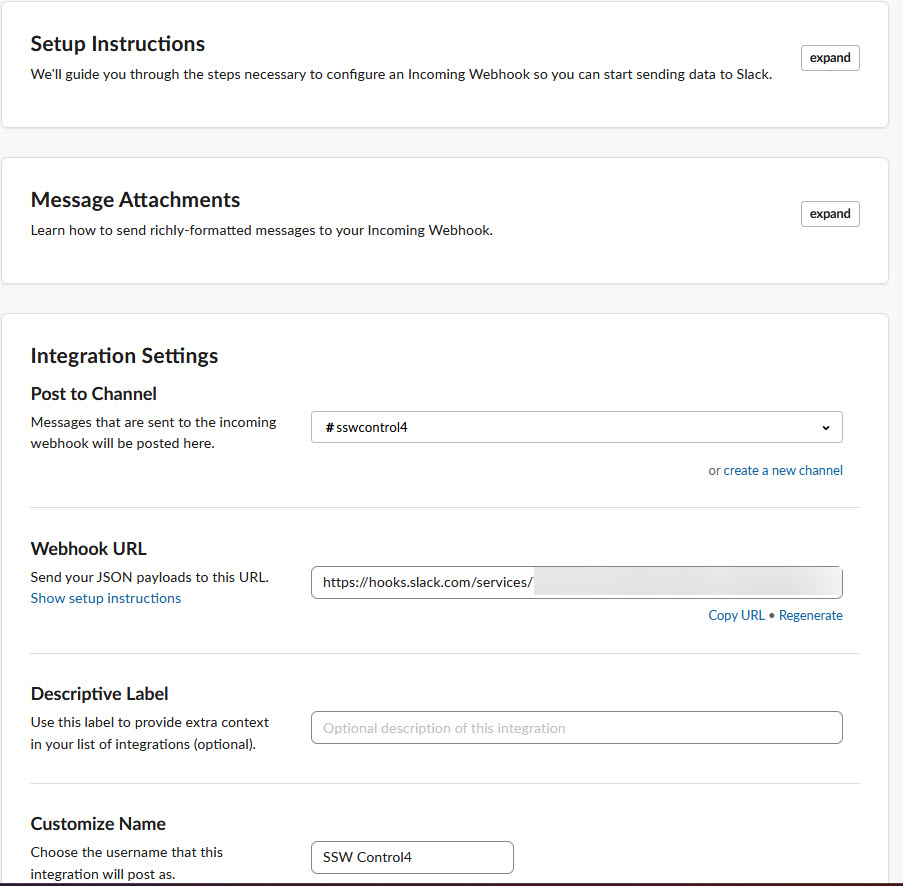 Setup Instructions
We'll guide you through the steps necessary to configure an Incoming Webhook so you can start sending data to Slack.
expand
Message Attachments
Learn how to send richly-formatted messages to your Incoming Webhook.
expand
Integration Settings
Post to Channel
Messages that are sent to the incoming
webhook will be posted here.
# sswcontrol4
or create a new channel
Webhook URL
Send your JSON payloads to this URL.
Show setup instructions
https://hooks.slack.com/services/
Copy URL • Regenerate
Descriptive Label
Use this label to provide extra context
in your list of integrations (optional).
Optional description of this integration
Customize Name
Choose the username that this
integration will post as.
SSW Control4